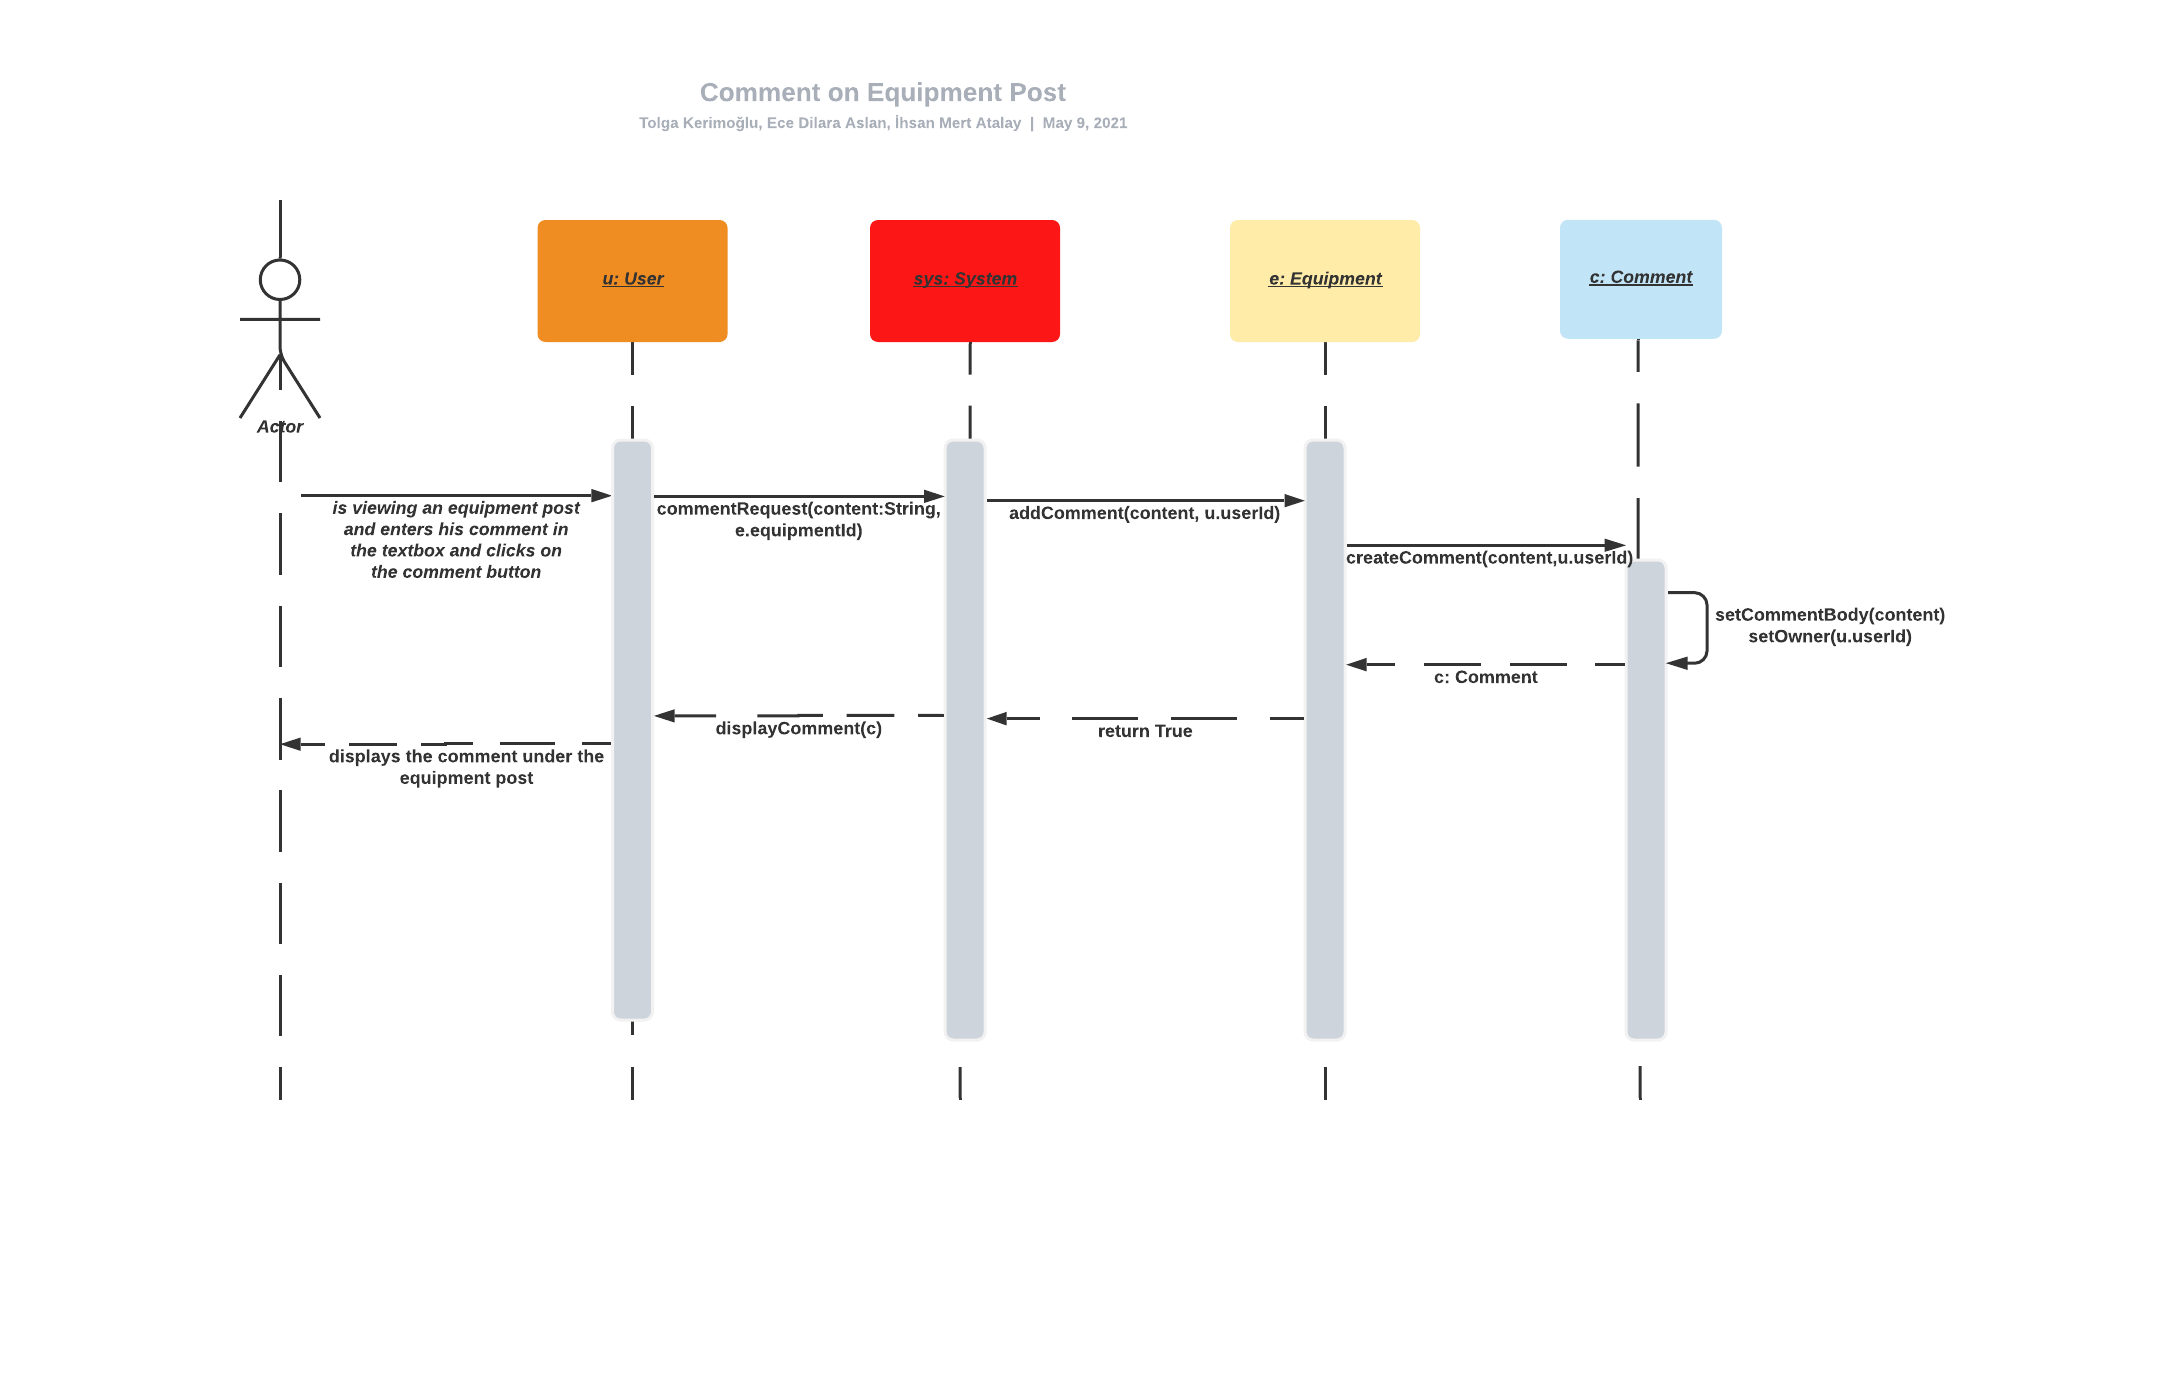 Comment on Equipment Post
Tolga Kerimoğlu, Ece Dilara Aslan, İhsan Mert Atalay | May 9, 2021
u: User
sys: System
e: Equipment
c: Comment
Actor
is viewing an equipment post
and enters his comment in
the textbox and clicks on
the comment button
commentRequest(content:String,
e.equipmentId)
addComment(content, u.userId)
createComment(content,u.userId)
setCommentBody(content)
setOwner(u.userId)
c: Comment
return True
displayComment(c)
displays the comment under the
equipment post